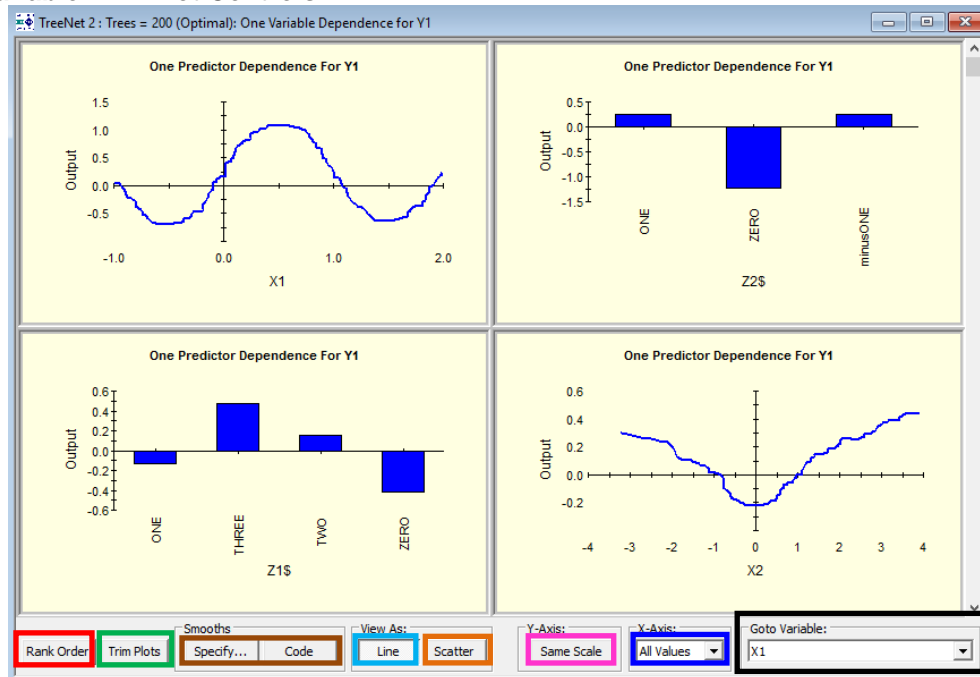 TreeNet 2 : Trees = 200 (Optimal): One Variable Dependence for Y1
One Predictor Dependence For Y1
Output
1.5
1.0
0.5
0.0
-0.5
-1.0 0.0 1.0 2.0
X1
One Predictor Dependence For Y1
Output
0.5
0.0
-0.5
-1.0
-1.5
ONE ZERO minusONE
Z2$
One Predictor Dependence For Y1
Output
0.6
0.4
0.2
0.0
-0.2
-0.4
-0.6
ONE THREE TWO ZERO
Z1$
One Predictor Dependence For Y1
Output
0.6
0.4
0.2
0.0
-0.2
-4 -3 -2 -1 0 1 2 3 4
X2
Smooths View As: Y-Axis: X-Axis: Goto Variable:
Rank Order Trim Plots Specify... Code Line Scatter Same Scale All Values X1